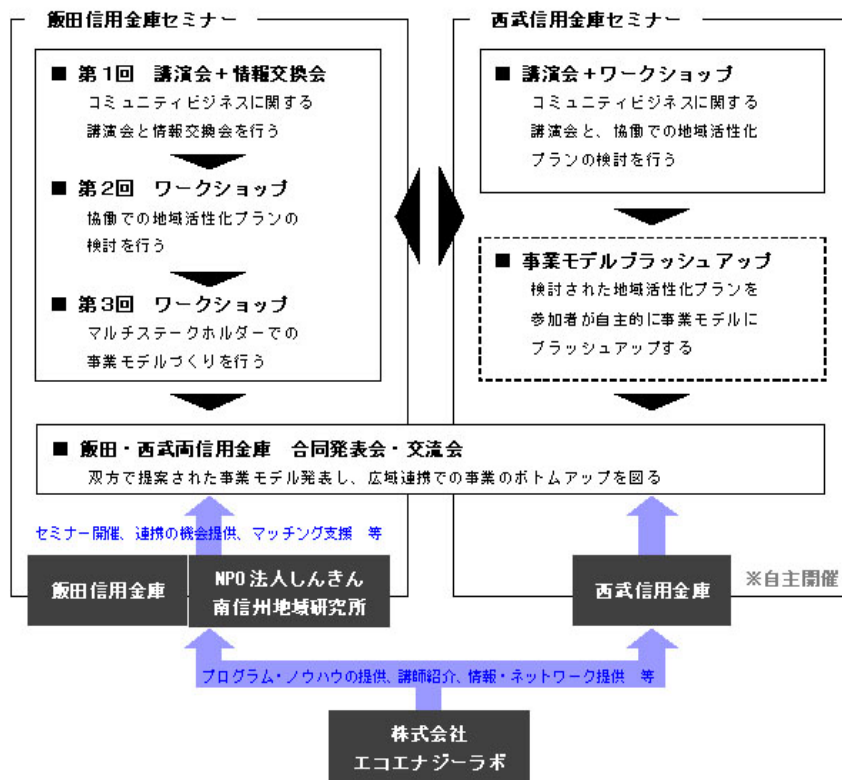 飯田信用金庫セミナー
■ 第1回 講演会+情報交換会
コミュニティビジネスに関する
講演会と情報交換会を行う
■ 第2回 ワークショップ
協働での地域活性化プランの
検討を行う
■ 第3回 ワークショップ
マルチステークホルダーでの
事業モデルづくりを行う
西武信用金庫セミナー
■ 講演会+ワークショップ
コミュニティビジネスに関する
講演会と、協働での地域活性化
プランの検討を行う
■ 事業モデルブラッシュアップ
検討された地域活性化プランを
参加者が自主的に事業モデルに
ブラッシュアップする
■ 飯田・西武両信用金庫 合同発表会・交流会
双方で提案された事業モデル発表し、広域連携での事業のボトムアップを図る
セミナー開催、連携の機会提供、マッチング支援 等
飯田信用金庫
NPO法人しんきん
南信州地域研究所
西武信用金庫
※自主開催
プログラム・ノウハウの提供、講師紹介、情報・ネットワーク提供 等
株式会社
エコエナジーラボ